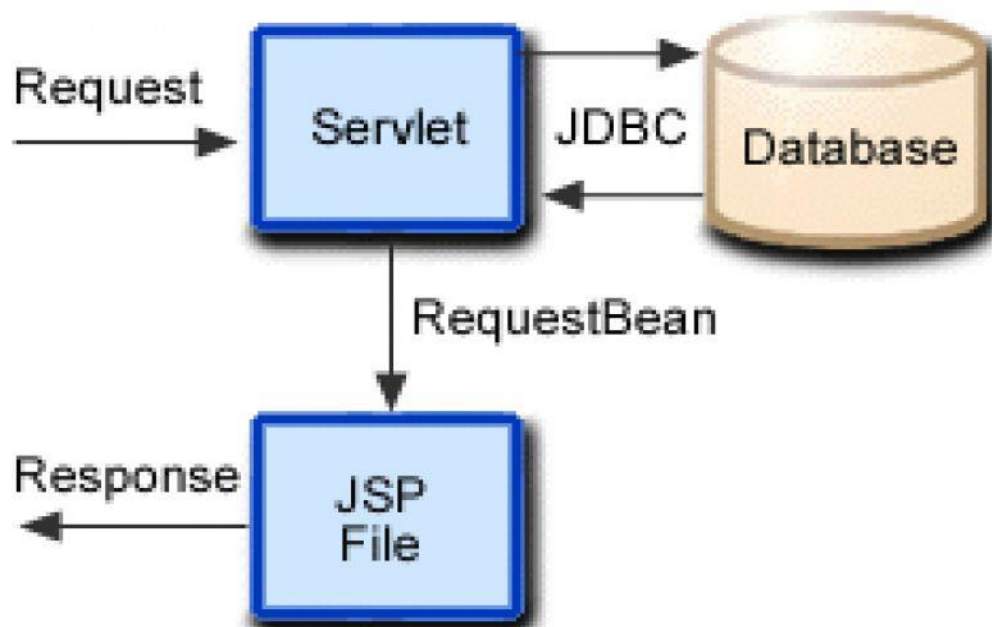 Request
Servlet
JDBC
Database
RequestBean
Response
JSP
File